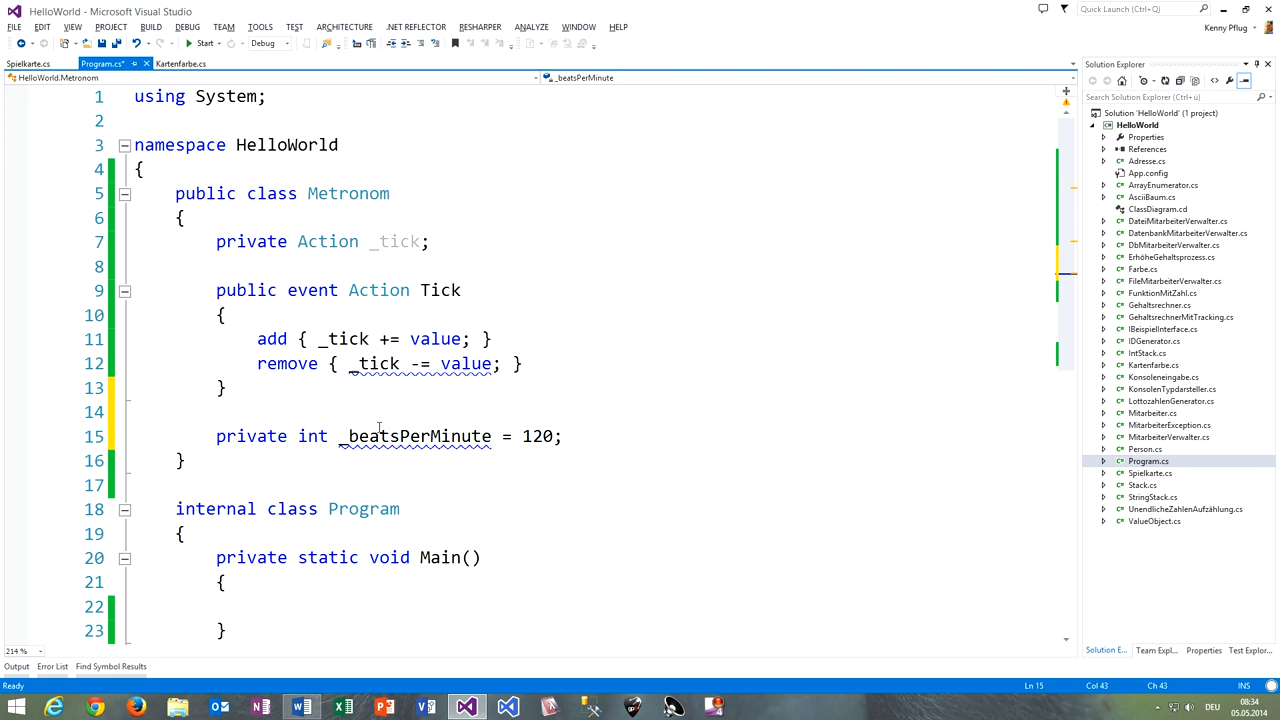 HelloWorld - Microsoft Visual Studio
Quick Launch (Ctrl+Q)
FILE EDIT VIEW PROJECT BUILD DEBUG TEAM TOOLS TEST ARCHITECTURE .NET REFLECTOR RESHARPER ANALYZE WINDOW HELP
Kenny Pflug
Start Debug
Spielkarte.cs Program.cs* Kartenfarbe.cs
HelloWorld.Metronom _beatsPerMinute
1 using System;
2
3 namespace HelloWorld
4 {
5 public class Metronom
6 {
7 private Action _tick;
8
9 public event Action Tick
10 {
11 add { _tick += value; }
12 remove { _tick -= value; }
13 }
14
15 private int _beatsPerMinute = 120;
16 }
17
18 internal class Program
19 {
20 private static void Main()
21 {
22
23 }
214 %
Output Error List Find Symbol Results
Solution Explorer
Search Solution Explorer (Ctrl+ü)
Solution 'HelloWorld' (1 project)
HelloWorld
Properties
References
Adresse.cs
App.config
ArrayEnumerator.cs
AsciiBaum.cs
ClassDiagram.cd
DateiMitarbeiterVerwalter.cs
DatenbankMitarbeiterVerwalter.cs
DbMitarbeiterVerwalter.cs
ErhöheGehaltsprozess.cs
Farbe.cs
FileMitarbeiterVerwalter.cs
FunktionMitZahl.cs
Gehaltsrechner.cs
GehaltsrechnerMitTracking.cs
IBeispielInterface.cs
IDGenerator.cs
IntStack.cs
Kartenfarbe.cs
Konsoleneingabe.cs
KonsolenTypdarsteller.cs
LottozahlenGenerator.cs
Mitarbeiter.cs
MitarbeiterException.cs
MitarbeiterVerwalter.cs
Person.cs
Program.cs
Spielkarte.cs
Stack.cs
StringStack.cs
UnendlicheZahlenAufzählung.cs
ValueObject.cs
Solution E... Team Expl... Properties Test Explor...
Ready Ln 15 Col 43 Ch 43 INS
DEU
08:34
05.05.2014